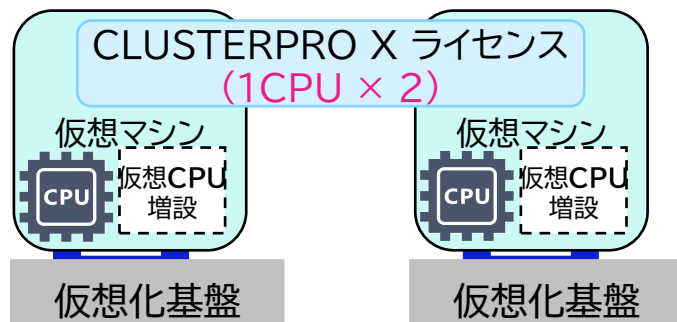 CLUSTERPRO X ライセンス
(1CPU × 2)
仮想マシン
CPU
仮想CPU
増設
仮想化基盤
仮想マシン
CPU
仮想CPU
増設
仮想化基盤